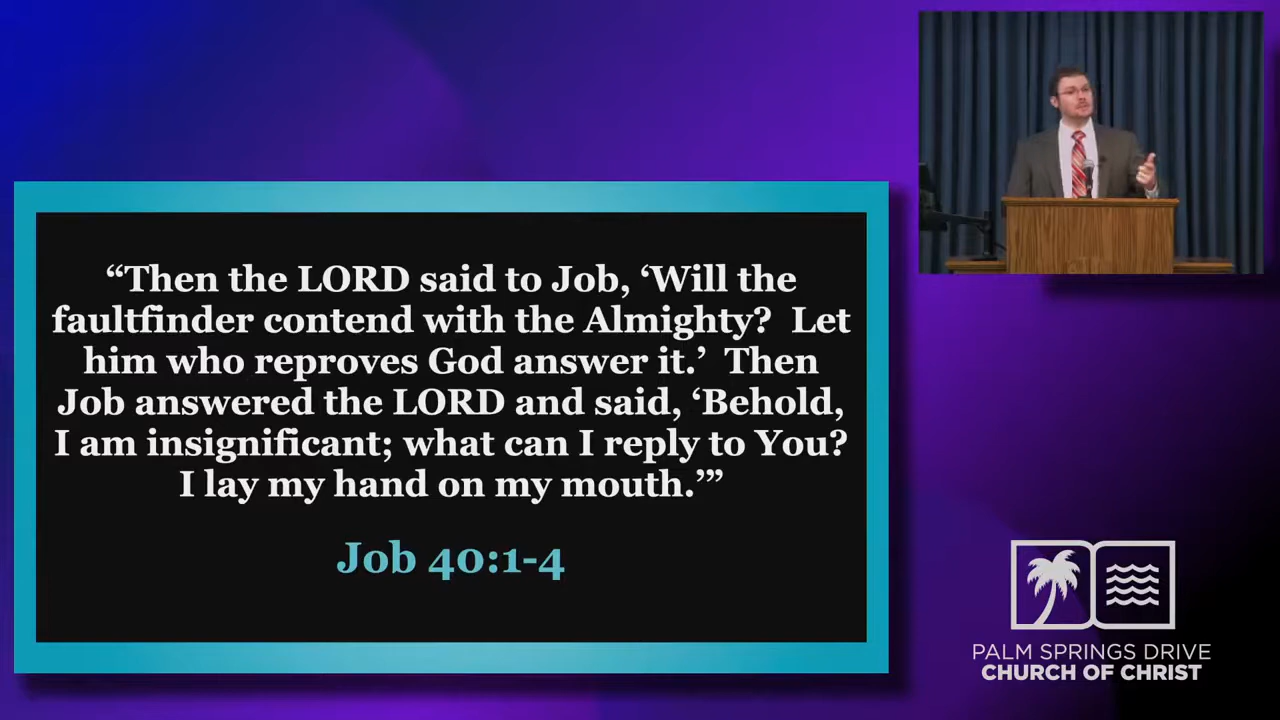 “Then the LORD said to Job, ‘Will the
faultfinder contend with the Almighty?  Let
him who reproves God answer it.’  Then
Job answered the LORD and said, ‘Behold,
I am insignificant; what can I reply to You?
I lay my hand on my mouth.’”
Job 40:1-4
PALM SPRINGS DRIVE
CHURCH OF CHRIST